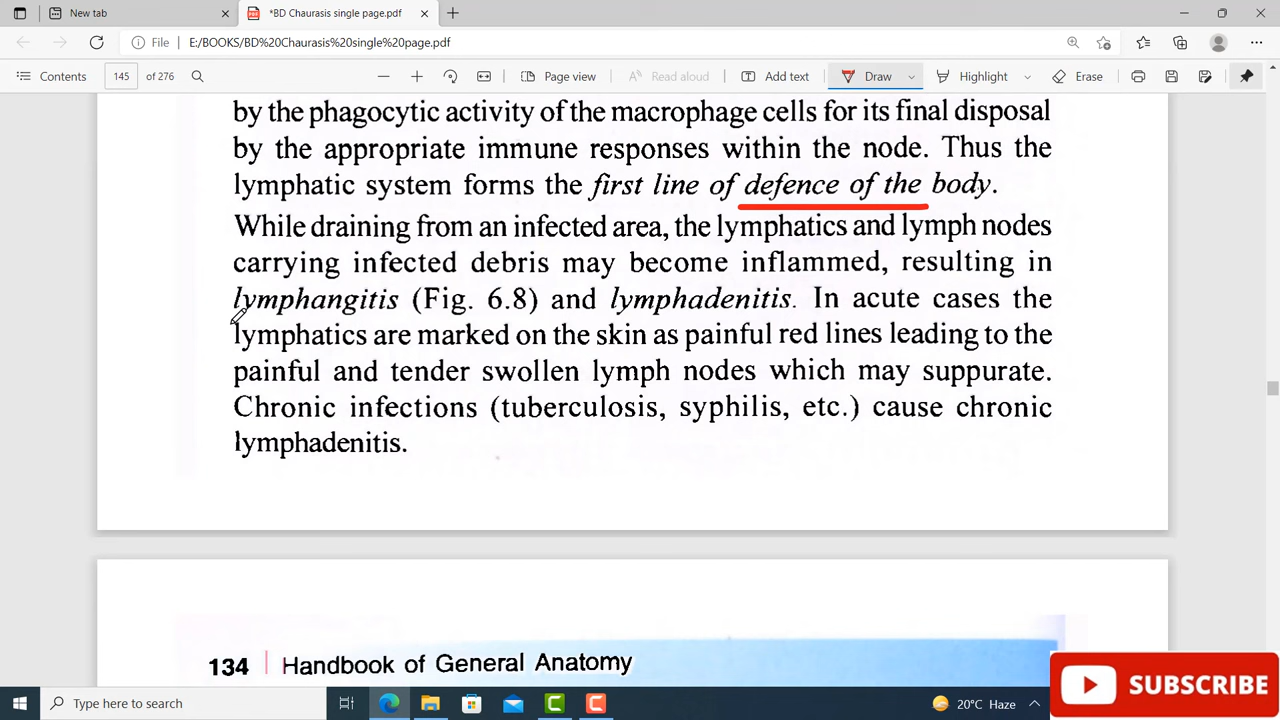 New tab
*BD Chaurasis single page.pdf
File
E:/BOOKS/BD%20Chaurasis%20single%20page.pdf
Contents
145 of 276
Page view
Read aloud
Add text
Draw
Highlight
Erase
by the phagocytic activity of the macrophage cells for its final disposal
by the appropriate immune responses within the node. Thus the
lymphatic system forms the first line of defence of the body.
While draining from an infected area, the lymphatics and lymph nodes
carrying infected debris may become inflammed, resulting in
lymphangitis (Fig. 6.8) and lymphadenitis. In acute cases the
lymphatics are marked on the skin as painful red lines leading to the
painful and tender swollen lymph nodes which may suppurate.
Chronic infections (tuberculosis, syphilis, etc.) cause chronic
lymphadenitis.
134 Handbook of General Anatomy
SUBSCRIBE
Type here to search
20°C Haze